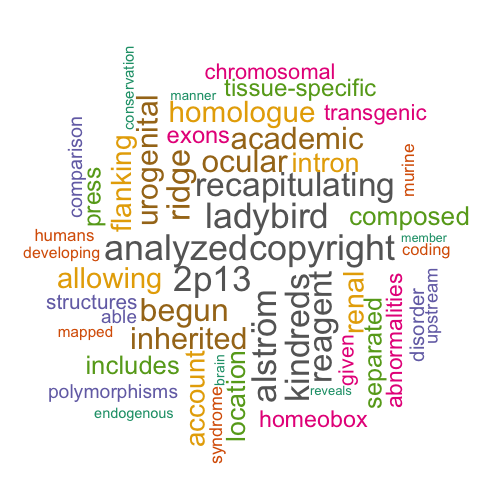 chromosomal
tissue-specific
manner
conservation
homologue
transgenic
urogenital
exons
academic
flanking
comparison
press
ridge
ocular
intron
murine
recapitulating
ladybird
composed
humans
developing
analyzed
copyright
member
coding
allowing
2p13
structures
able
begun
alström
kindreds
reagent
renal
separated
abnormalities
disorder
upstream
mapped
inherited
given
includes
account
location
brain
reveals
polymorphisms
endogenous
syndrome
homeobox